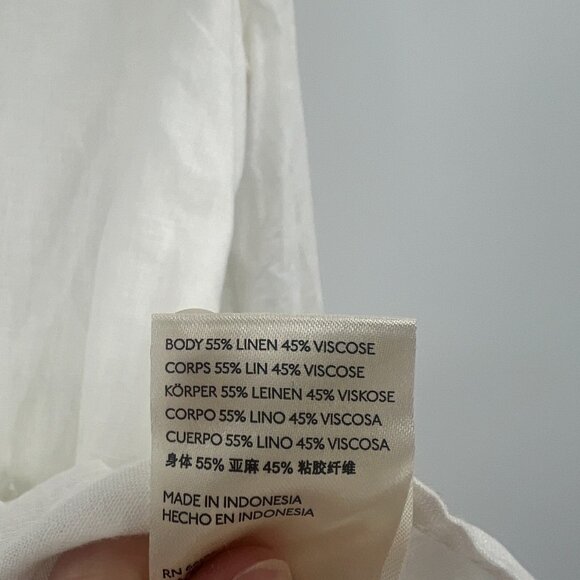 BODY 55% LINEN 45% VISCOSE
CORPS 55% LIN 45% VISCOSE
KÖRPER 55% LEINEN 45% VISKOSE
CORPO 55% LINO 45% VISCOSA
CUERPO 55% LINO 45% VISCOSA
身体 55% 亚麻 45% 粘胶纤维
MADE IN INDONESIA
HECHO EN INDONESIA
RN